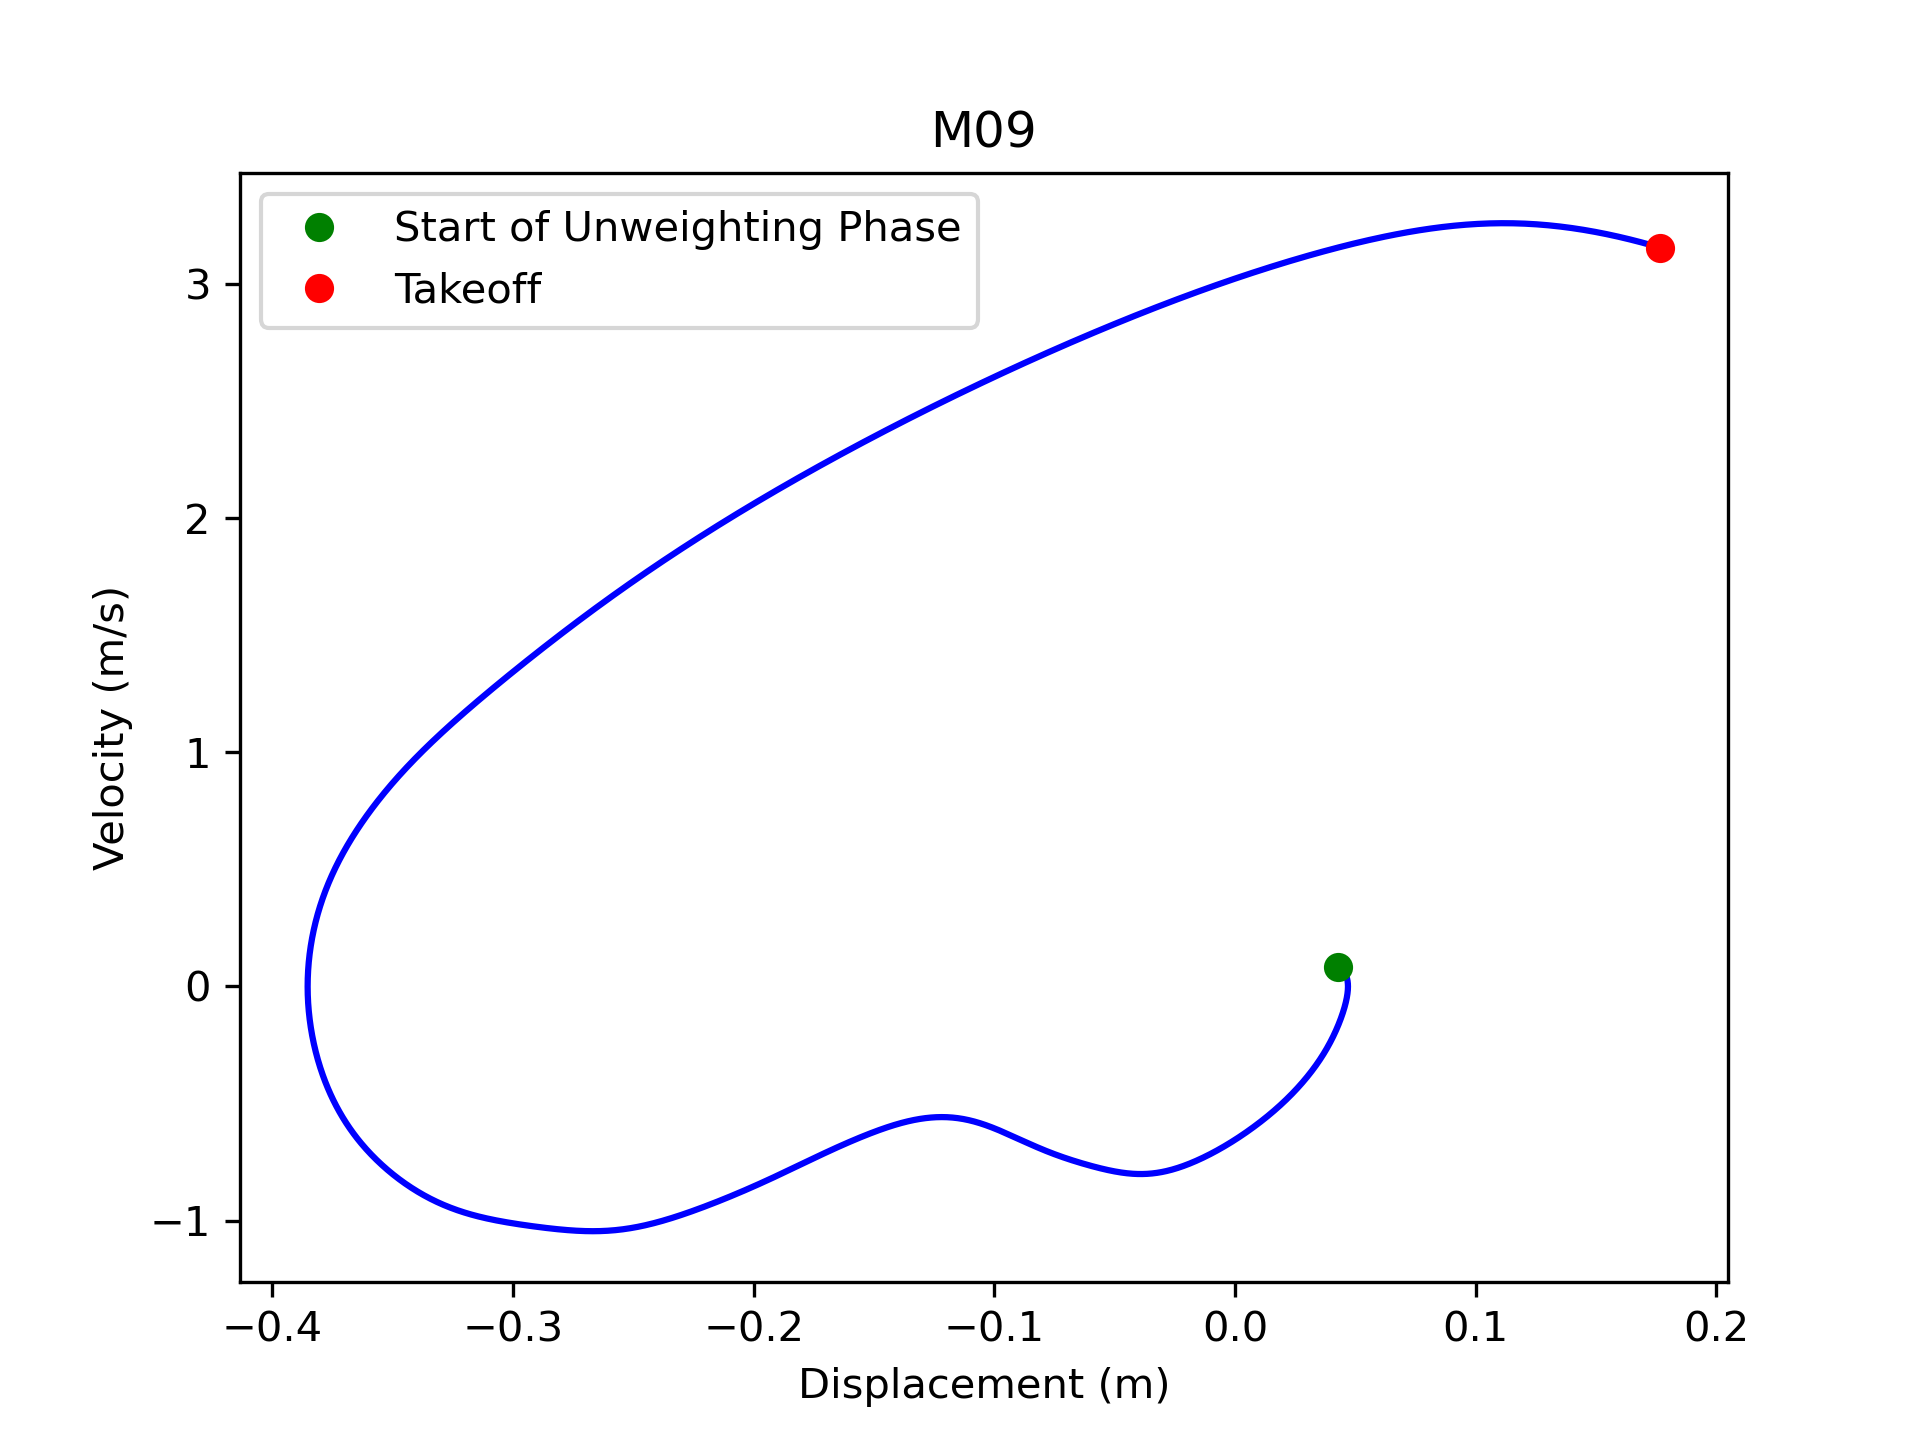 M09
Start of Unweighting Phase
Takeoff
3
2
1
0
−1
Velocity (m/s)
−0.4 −0.3 −0.2 −0.1 0.0 0.1 0.2
Displacement (m)